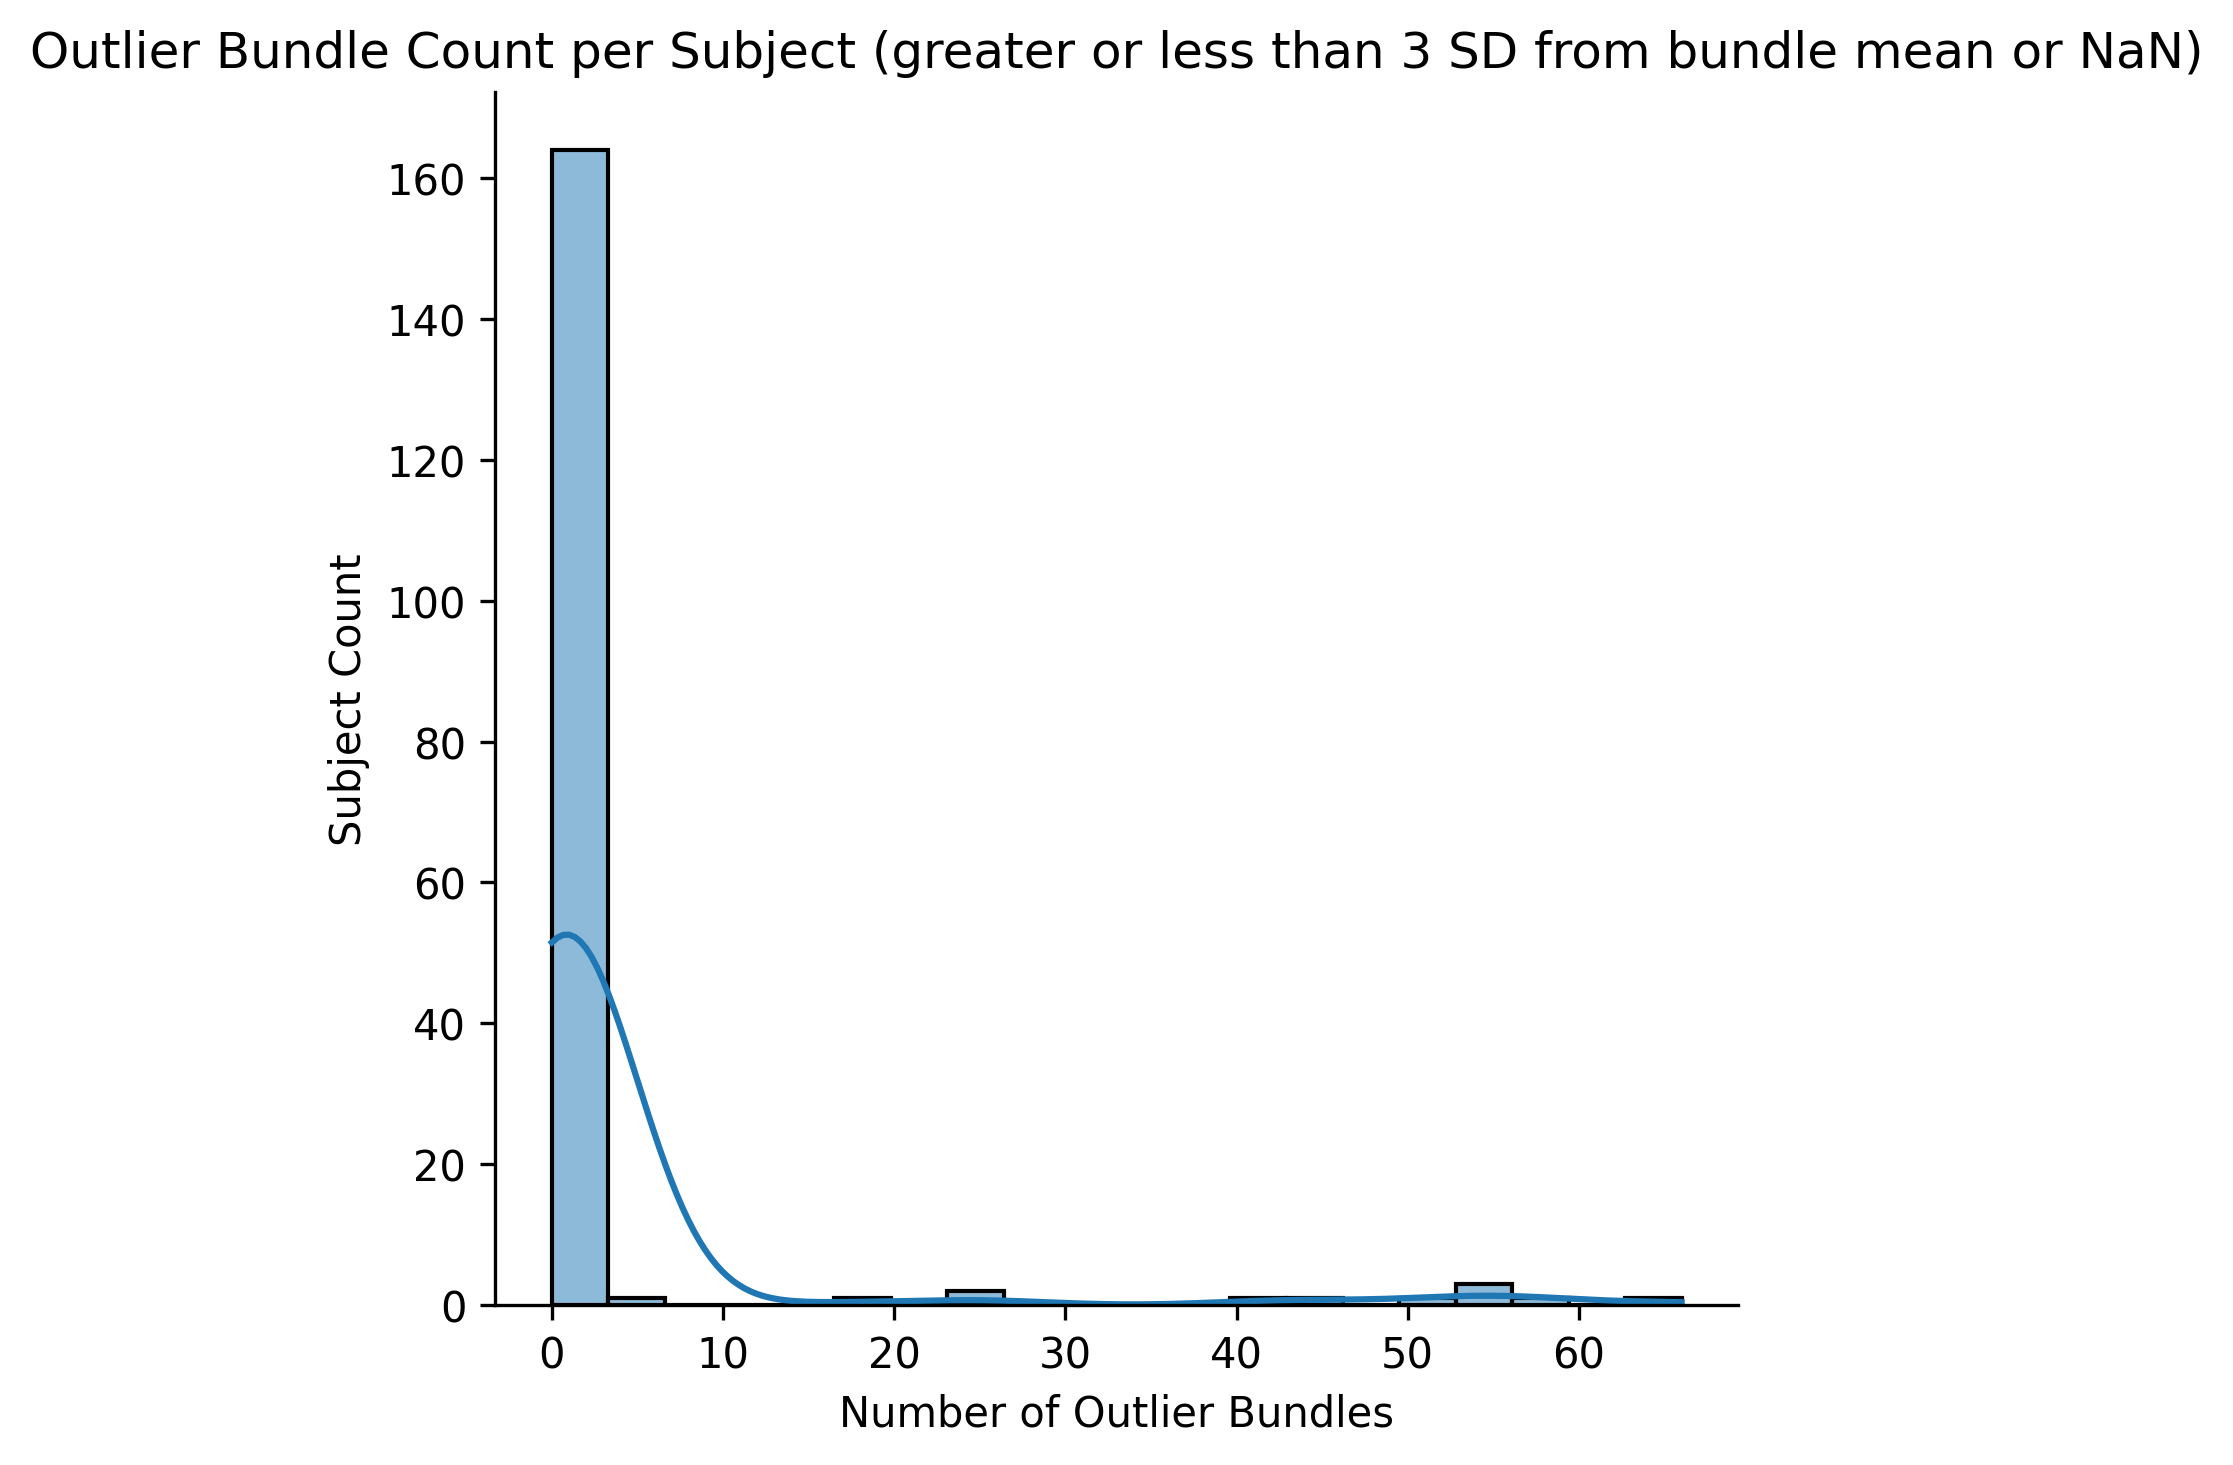 Outlier Bundle Count per Subject (greater or less than 3 SD from bundle mean or NaN)
160
140
120
100
80
60
40
20
0
Subject Count
0 10 20 30 40 50 60
Number of Outlier Bundles